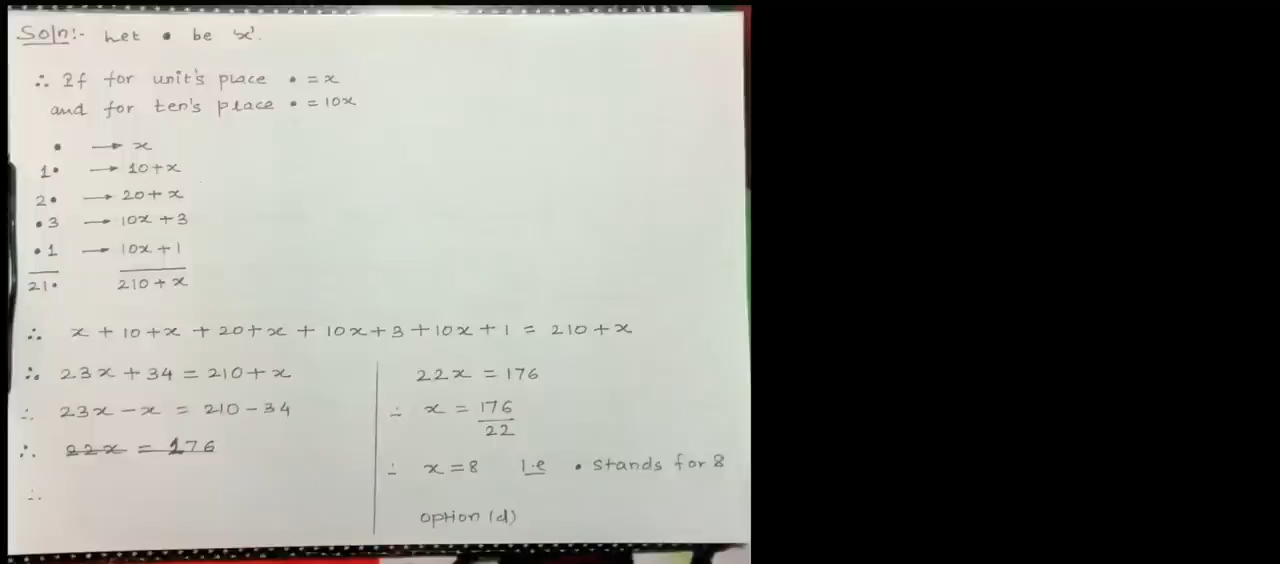 Soln:- Let • be 'x'.
∴ If for unit's place • = x
and for ten's place • = 10x
• → x
1• → 10+x
2• → 20+x
•3 → 10x+3
•1 → 10x+1
21• 210+x
∴ x + 10+x + 20+x + 10x+3 + 10x+1 = 210+x
∴ 23x+34 = 210+x
∴ 23x-x = 210-34
∴ 22x = 176
∴
22x = 176
∴ x = 176/22
∴ x = 8 I.e • stands for 8
option (d)